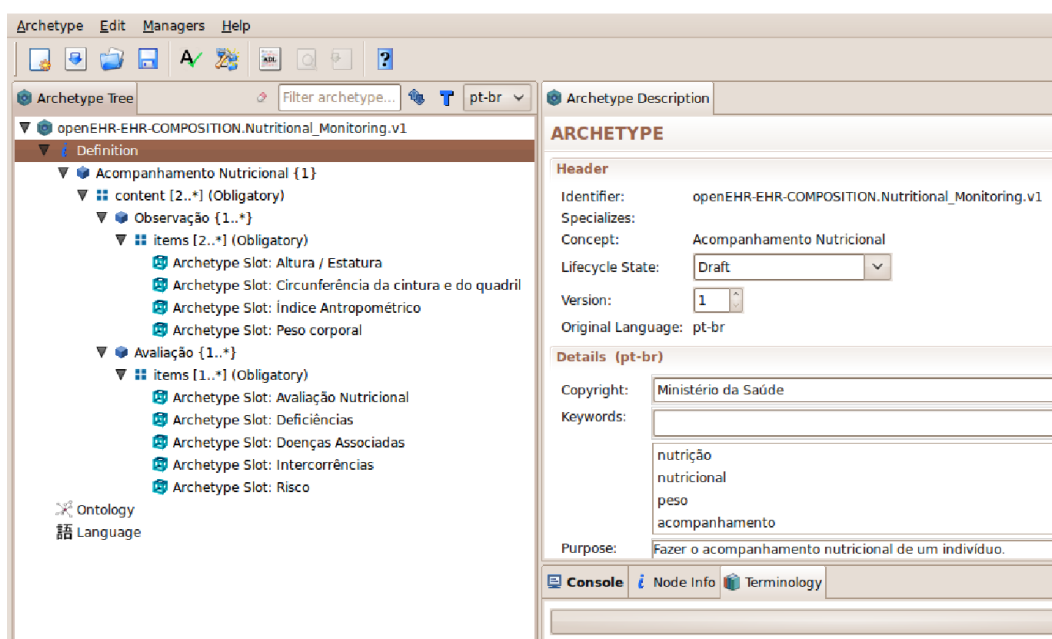 Archetype Edit Managers Help
ADL
?
Archetype Tree
Filter archetype...
pt-br
openEHR-EHR-COMPOSITION.Nutritional_Monitoring.v1
Definition
Acompanhamento Nutricional {1}
content [2..*] (Obligatory)
Observação {1..*}
items [2..*] (Obligatory)
Archetype Slot: Altura / Estatura
Archetype Slot: Circunferência da cintura e do quadril
Archetype Slot: Índice Antropométrico
Archetype Slot: Peso corporal
Avaliação {1..*}
items [1..*] (Obligatory)
Archetype Slot: Avaliação Nutricional
Archetype Slot: Deficiências
Archetype Slot: Doenças Associadas
Archetype Slot: Intercorrências
Archetype Slot: Risco
Ontology
語 Language
Archetype Description
ARCHETYPE
Header
Identifier: openEHR-EHR-COMPOSITION.Nutritional_Monitoring.v1
Specializes:
Concept: Acompanhamento Nutricional
Lifecycle State: Draft
Version: 1
Original Language: pt-br
Details (pt-br)
Copyright: Ministério da Saúde
Keywords:
nutrição
nutricional
peso
acompanhamento
Purpose: Fazer o acompanhamento nutricional de um indivíduo.
Console Node Info Terminology